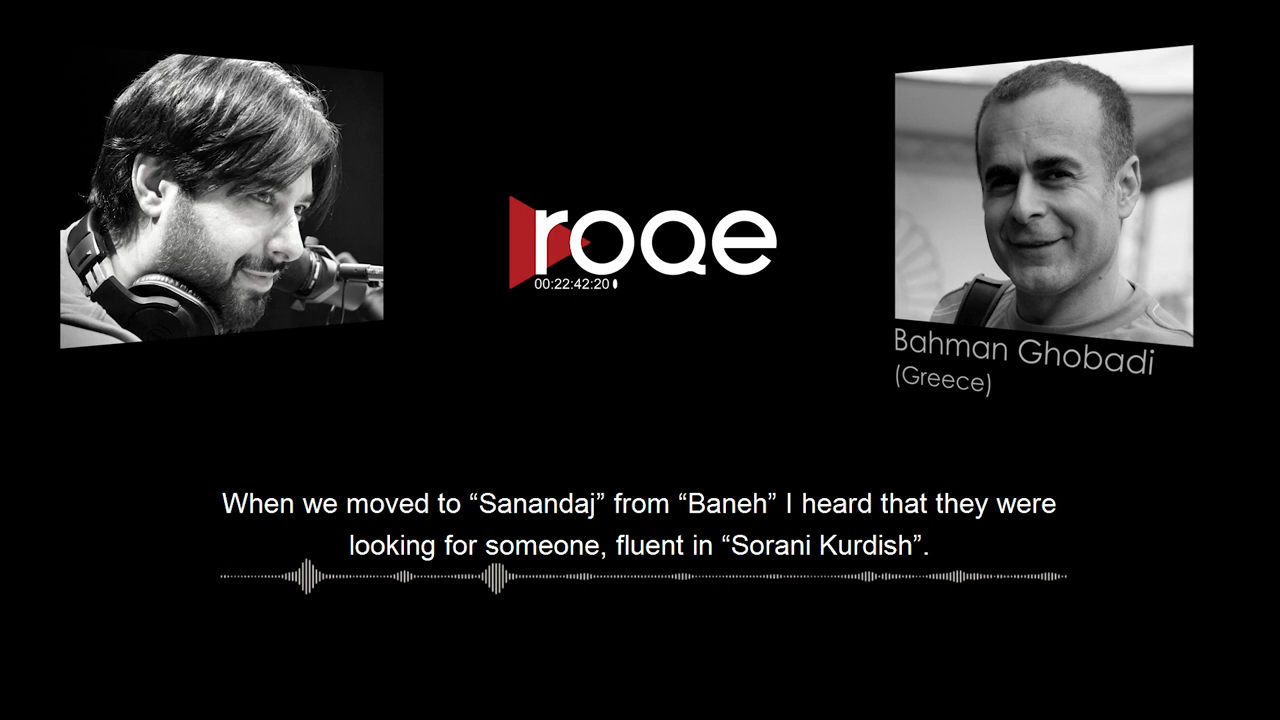 roqe
00:22:42:20
Bahman Ghobadi
(Greece)
When we moved to “Sanandaj” from “Baneh” I heard that they were
looking for someone, fluent in “Sorani Kurdish”.